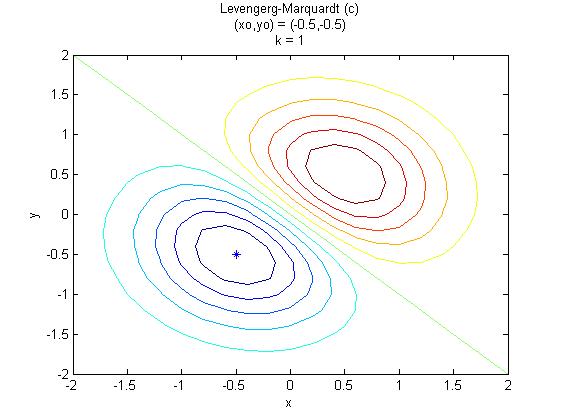 Levengerg-Marquardt (c)
(xo,yo) = (-0.5,-0.5)
k = 1
2
1.5
1
0.5
0
-0.5
-1
-1.5
-2
y
-2 -1.5 -1 -0.5 0 0.5 1 1.5 2
x